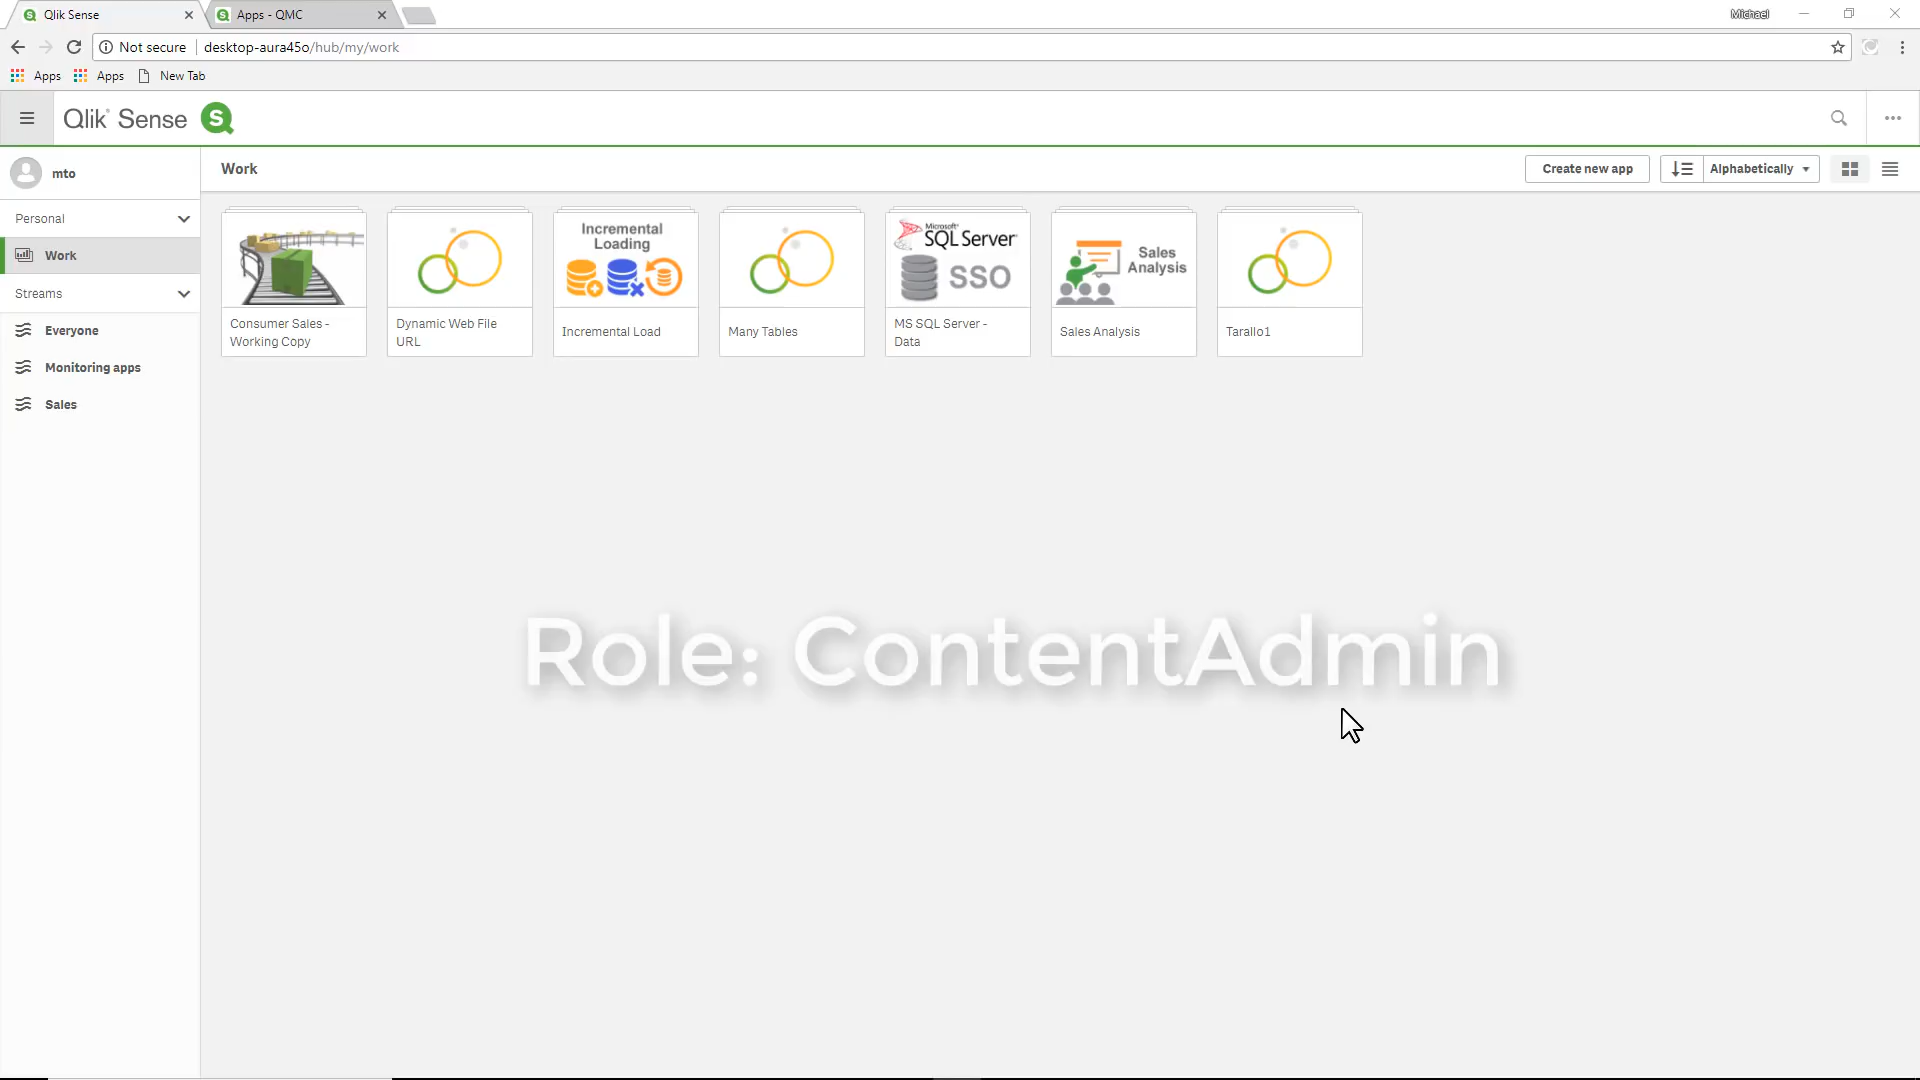 Qlik Sense
Apps - QMC
Michael
Not secure
desktop-aura45o/hub/my/work
Apps
Apps
New Tab
Qlik Sense
S
mto
Work
Create new app
Alphabetically
Personal
Work
Streams
Everyone
Monitoring apps
Sales
Consumer Sales -
Working Copy
Dynamic Web File
URL
Incremental
Loading
Incremental Load
Many Tables
Microsoft
SQL Server
SSO
MS SQL Server -
Data
Sales
Analysis
Sales Analysis
Tarallo1
Role: ContentAdmin